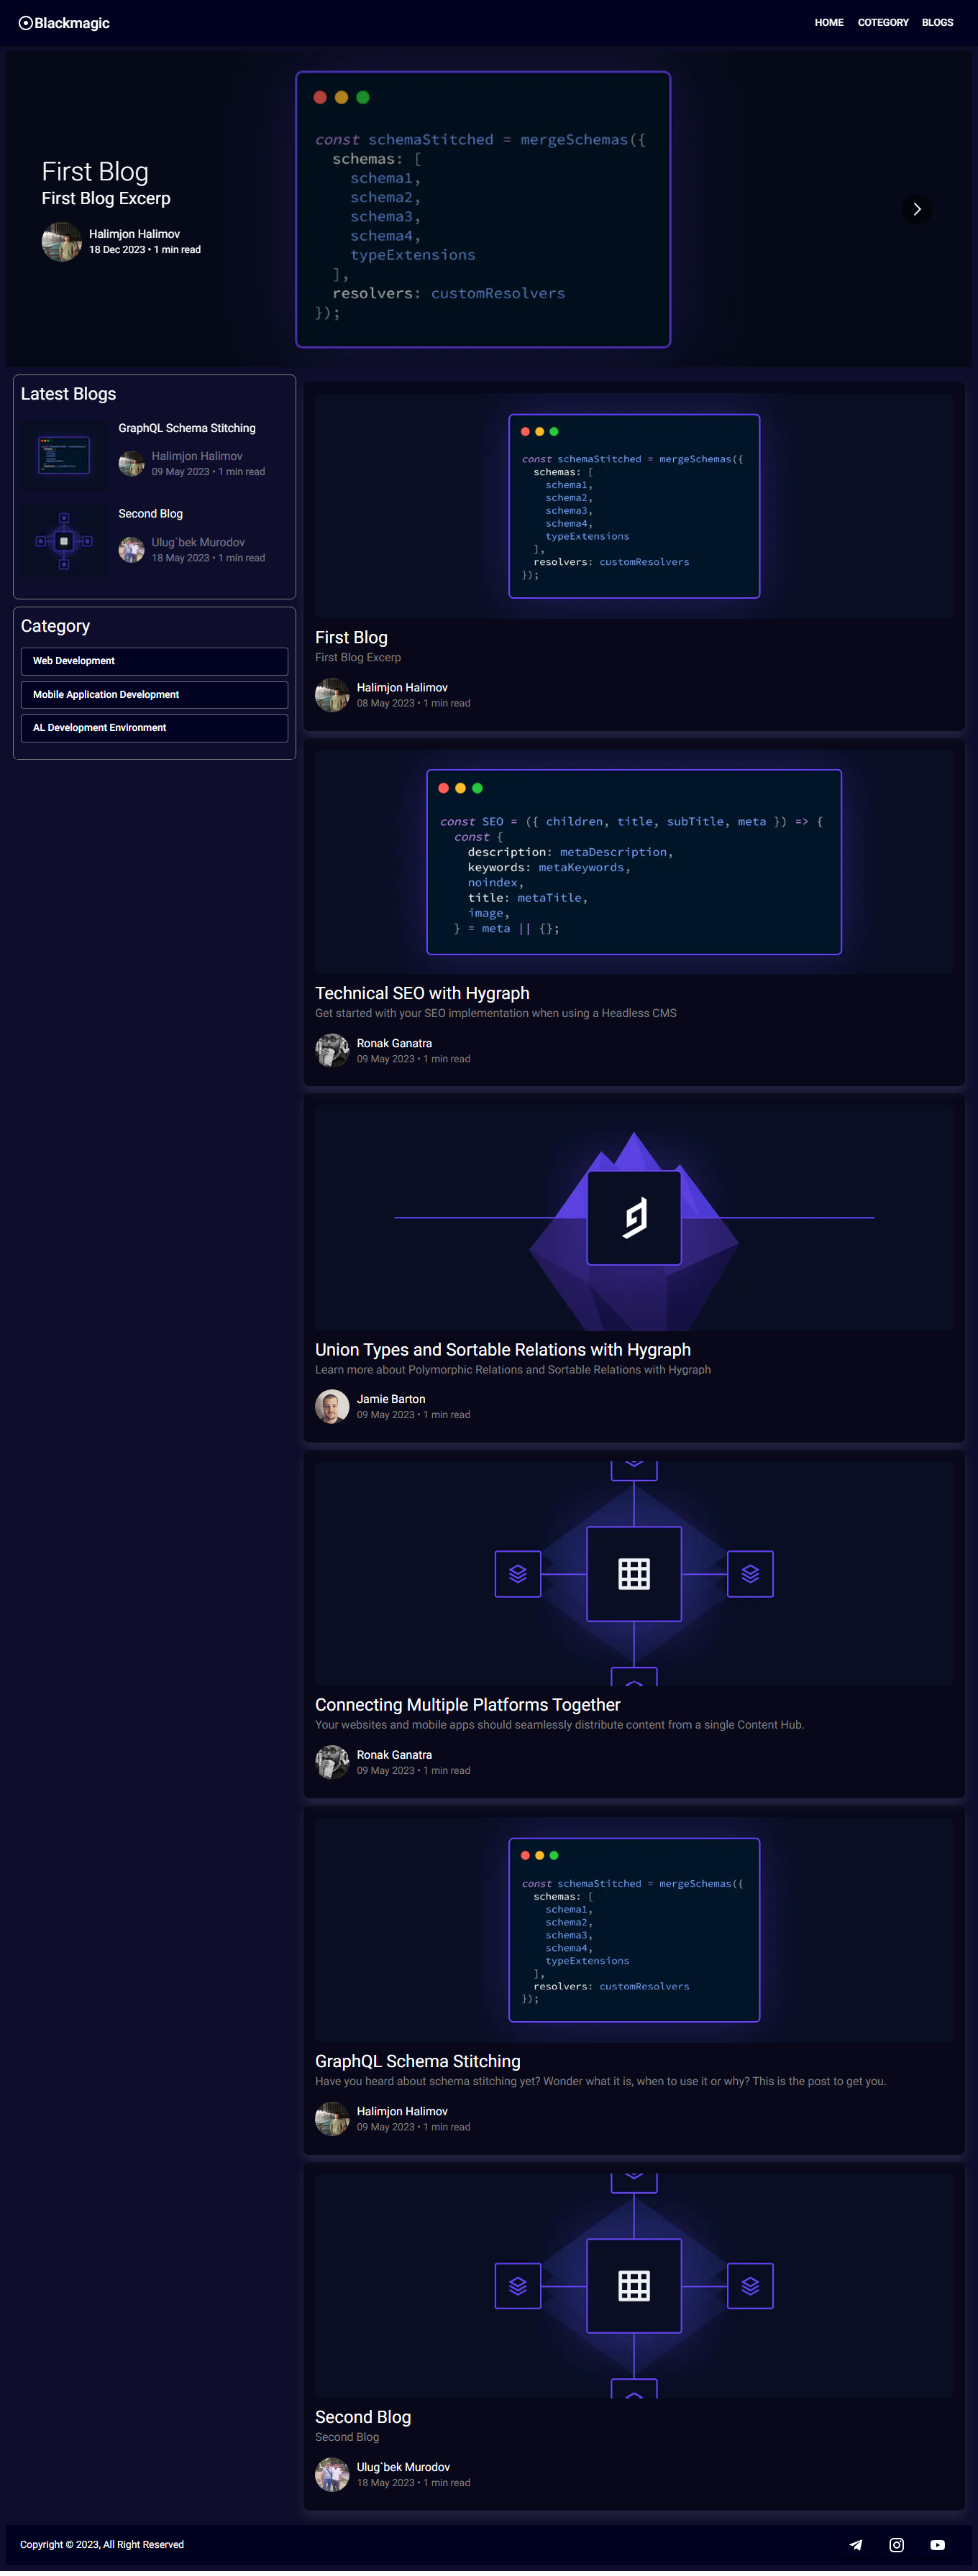 Blackmagic
HOME COTEGORY BLOGS
const schemaStitched = mergeSchemas({
schemas: [
schema1,
schema2,
schema3,
schema4,
typeExtensions
],
resolvers: customResolvers
});
First Blog
First Blog Excerp
Halimjon Halimov
18 Dec 2023 • 1 min read
Latest Blogs
GraphQL Schema Stitching
Halimjon Halimov
09 May 2023 • 1 min read
Second Blog
Ulug`bek Murodov
18 May 2023 • 1 min read
Category
Web Development
Mobile Application Development
AL Development Environment
const schemaStitched = mergeSchemas({
schemas: [
schema1,
schema2,
schema3,
schema4,
typeExtensions
],
resolvers: customResolvers
});
First Blog
First Blog Excerp
Halimjon Halimov
08 May 2023 • 1 min read
const SEO = ({ children, title, subTitle, meta }) => {
const {
description: metaDescription,
keywords: metaKeywords,
noindex,
title: metaTitle,
image,
} = meta || {};
Technical SEO with Hygraph
Get started with your SEO implementation when using a Headless CMS
Ronak Ganatra
09 May 2023 • 1 min read
Union Types and Sortable Relations with Hygraph
Learn more about Polymorphic Relations and Sortable Relations with Hygraph
Jamie Barton
09 May 2023 • 1 min read
Connecting Multiple Platforms Together
Your websites and mobile apps should seamlessly distribute content from a single Content Hub.
Ronak Ganatra
09 May 2023 • 1 min read
const schemaStitched = mergeSchemas({
schemas: [
schema1,
schema2,
schema3,
schema4,
typeExtensions
],
resolvers: customResolvers
});
GraphQL Schema Stitching
Have you heard about schema stitching yet? Wonder what it is, when to use it or why? This is the post to get you.
Halimjon Halimov
09 May 2023 • 1 min read
Second Blog
Second Blog
Ulug`bek Murodov
18 May 2023 • 1 min read
Copyright © 2023, All Right Reserved